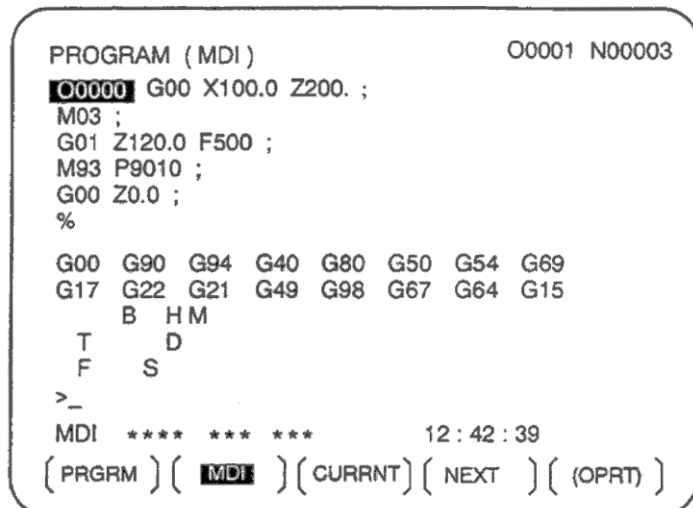 PROGRAM ( MDI ) O0001 N00003
O0000 G00 X100.0 Z200. ;
M03 ;
G01 Z120.0 F500 ;
M93 P9010 ;
G00 Z0.0 ;
%
G00 G90 G94 G40 G80 G50 G54 G69
G17 G22 G21 G49 G98 G67 G64 G15
B H M
T D
F S
>_
MDI **** *** *** 12 : 42 : 39
[ PRGRM ] [ MDI ] [ CURRNT ] [ NEXT ] [ (OPRT) ]